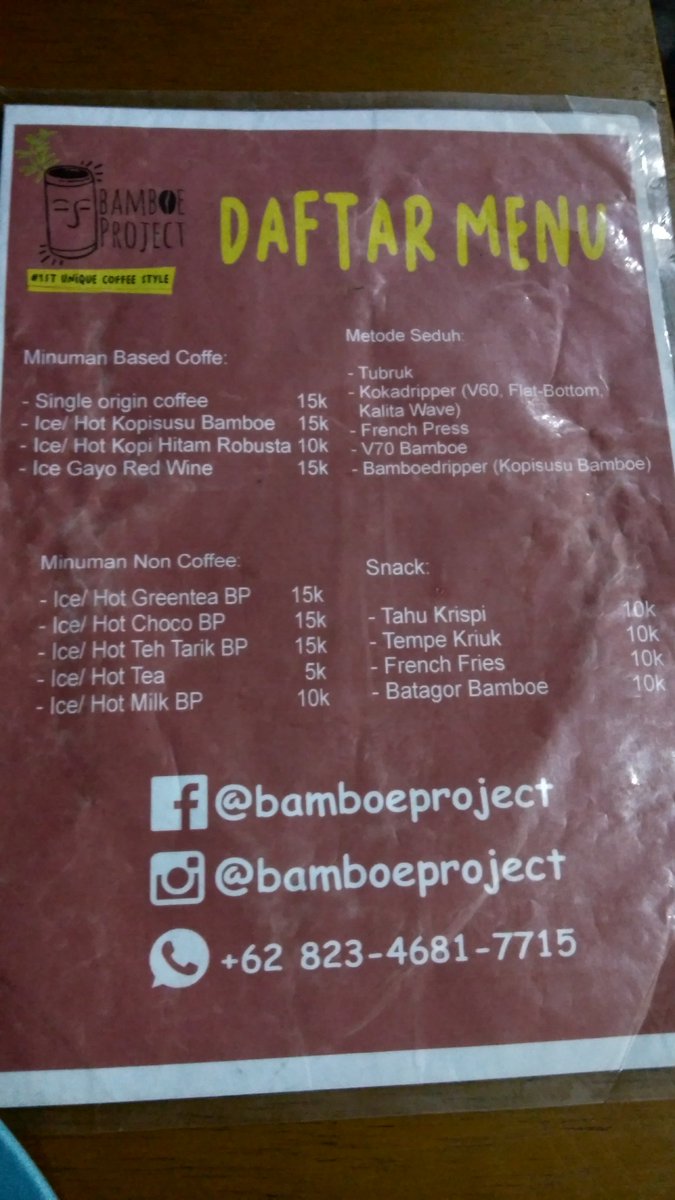 BAMBOE
PROJECT
#1ST UNIQUE COFFEE STYLE
DAFTAR MENU
Minuman Based Coffe:
- Single origin coffee 15k
- Ice/ Hot Kopisusu Bamboe 15k
- Ice/ Hot Kopi Hitam Robusta 10k
- Ice Gayo Red Wine 15k
Metode Seduh:
- Tubruk
- Kokadripper (V60, Flat-Bottom,
Kalita Wave)
- French Press
- V70 Bamboe
- Bamboedripper (Kopisusu Bamboe)
Minuman Non Coffee:
- Ice/ Hot Greentea BP 15k
- Ice/ Hot Choco BP 15k
- Ice/ Hot Teh Tarik BP 15k
- Ice/ Hot Tea 5k
- Ice/ Hot Milk BP 10k
Snack:
- Tahu Krispi 10k
- Tempe Kriuk 10k
- French Fries 10k
- Batagor Bamboe 10k
@bamboeproject
@bamboeproject
+62 823-4681-7715